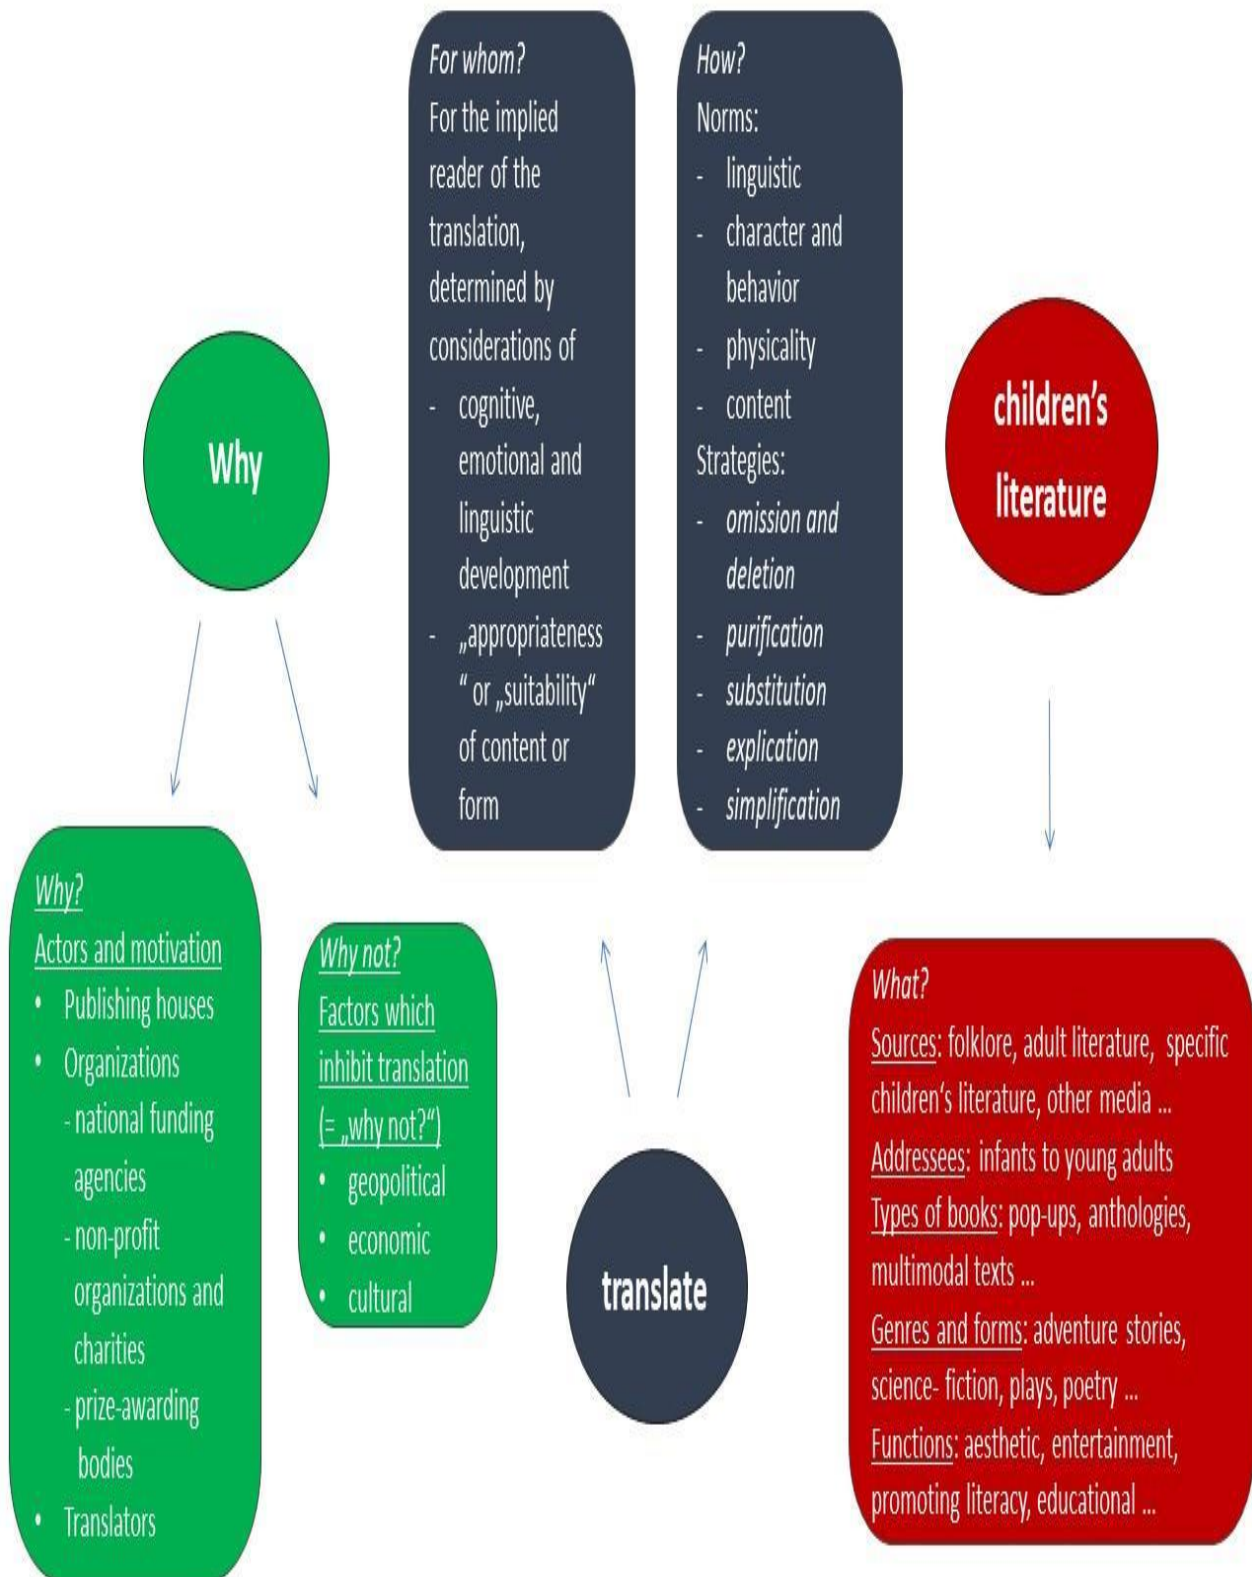 For whom?
For the implied
reader of the
translation,
determined by
considerations of
- cognitive,
emotional and
linguistic
development
- „appropriateness
“ or „suitability“
of content or
form
How?
Norms:
- linguistic
- character and
behavior
- physicality
- content
Strategies:
- omission and
deletion
- purification
- substitution
- explication
- simplification
Why
children’s
literature
Why?
Actors and motivation
• Publishing houses
• Organizations
- national funding
agencies
- non-profit
organizations and
charities
- prize-awarding
bodies
• Translators
Why not?
Factors which
inhibit translation
(= „why not?“)
• geopolitical
• economic
• cultural
translate
What?
Sources: folklore, adult literature, specific
children‘s literature, other media ...
Addressees: infants to young adults
Types of books: pop-ups, anthologies,
multimodal texts ...
Genres and forms: adventure stories,
science- fiction, plays, poetry ...
Functions: aesthetic, entertainment,
promoting literacy, educational ...